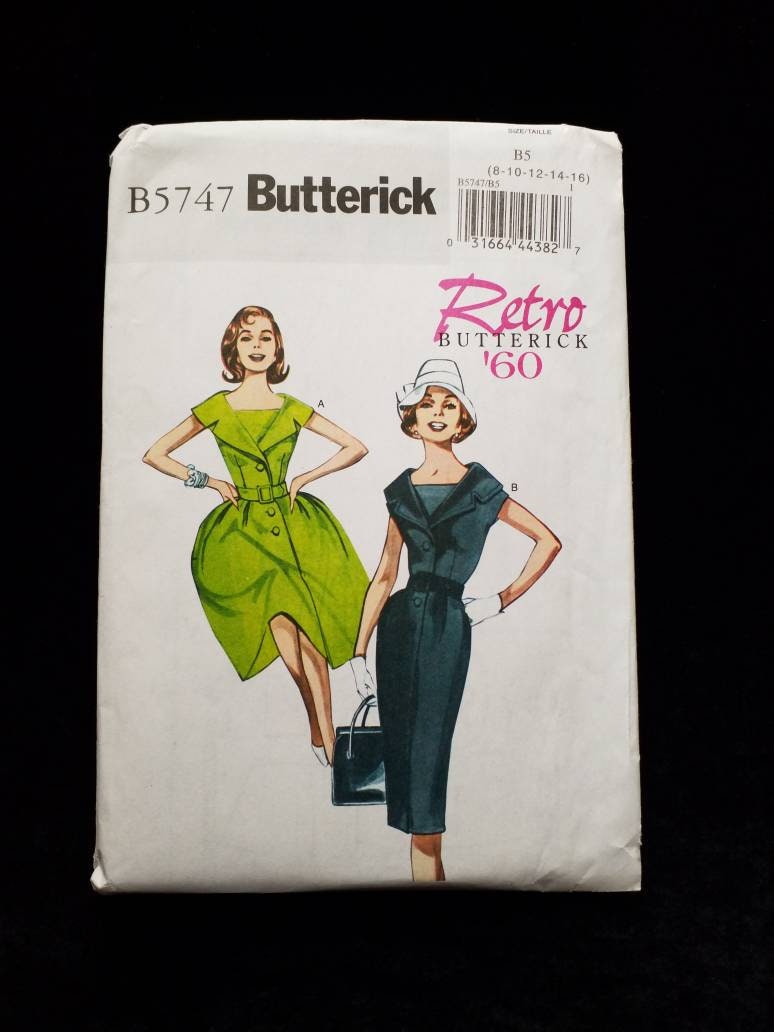 SIZE/TAILLE
B5
(8-10-12-14-16)
B5747/B5 1
0 31664 44382 7
B5747 Butterick
Retro
BUTTERICK
'60
A
B